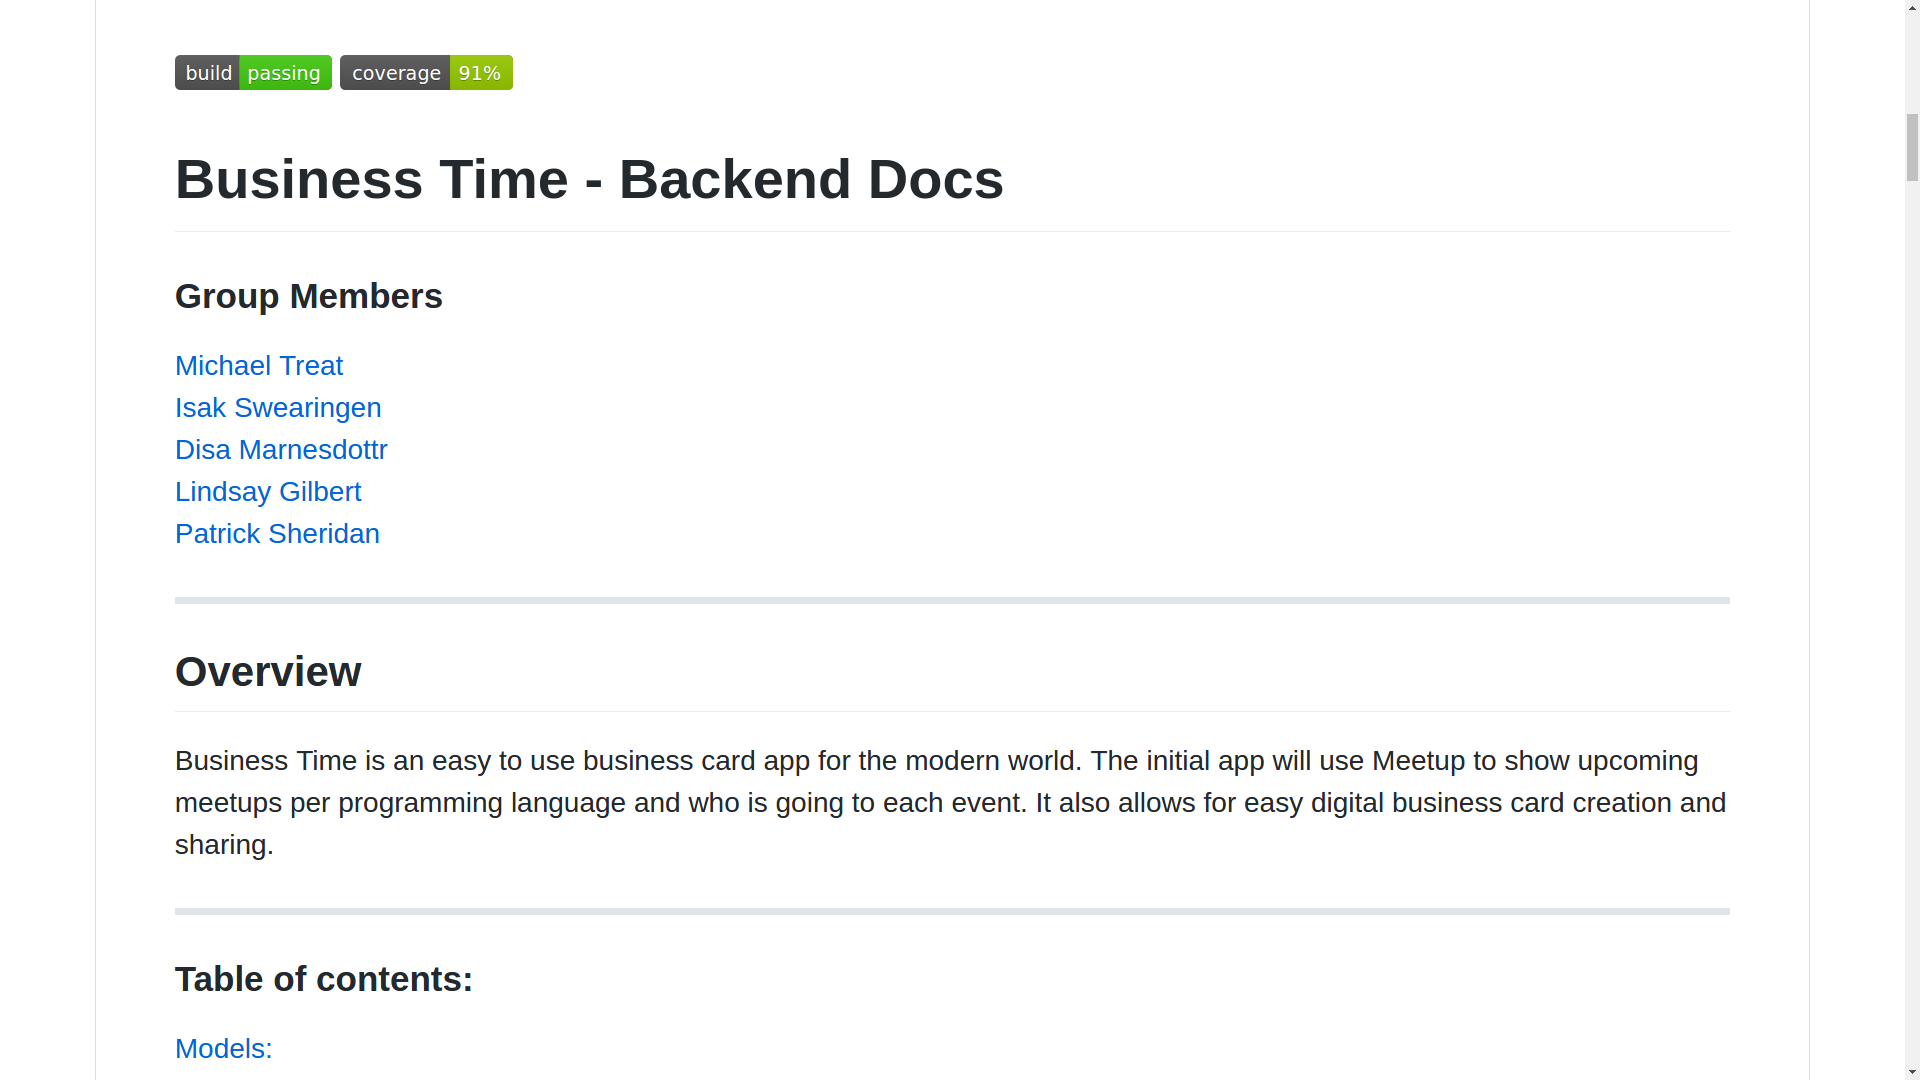 build passing coverage 91%
Business Time - Backend Docs
Group Members
Michael Treat
Isak Swearingen
Disa Marnesdottr
Lindsay Gilbert
Patrick Sheridan
Overview
Business Time is an easy to use business card app for the modern world. The initial app will use Meetup to show upcoming
meetups per programming language and who is going to each event. It also allows for easy digital business card creation and
sharing.
Table of contents:
Models: